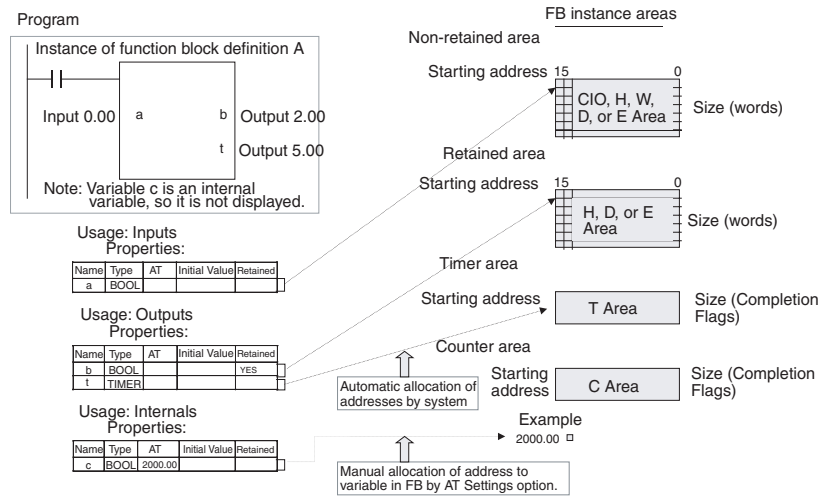 Program
Instance of function block definition A
Input 0.00
a
b
Output 2.00
t
Output 5.00
Note: Variable c is an internal
variable, so it is not displayed.
Usage: Inputs
Properties:
Name Type AT Initial Value Retained
a BOOL
Usage: Outputs
Properties:
Name Type AT Initial Value Retained
b BOOL YES
t TIMER
Usage: Internals
Properties:
Name Type AT Initial Value Retained
c BOOL 2000.00
FB instance areas
Non-retained area
Starting address
15 0
CIO, H, W,
D, or E Area
Size (words)
Retained area
Starting address
15 0
H, D, or E
Area
Size (words)
Timer area
Starting address
T Area
Size (Completion
Flags)
Counter area
Starting
address
C Area
Size (Completion
Flags)
Automatic allocation of
addresses by system
Example
2000.00
Manual allocation of address to
variable in FB by AT Settings option.